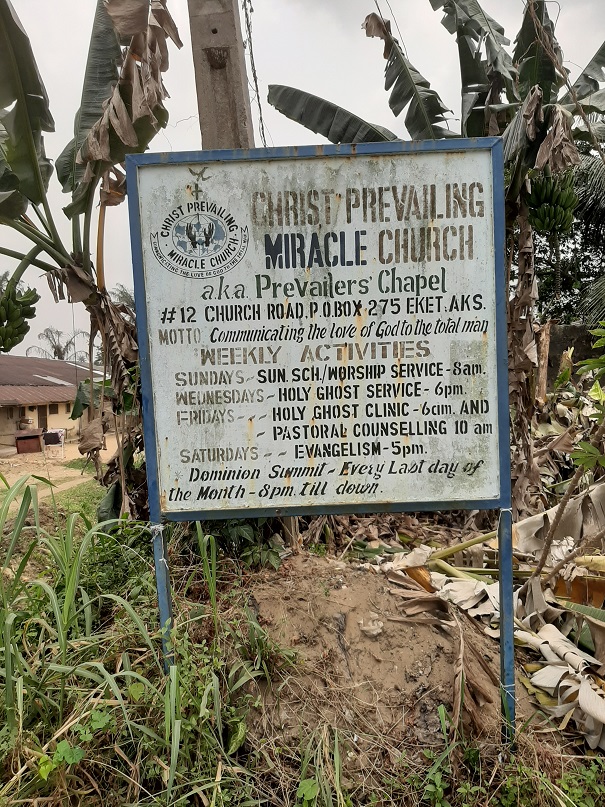 CHRIST PREVAILING
MIRACLE CHURCH
CHRIST PREVAILING
MIRACLE CHURCH
a.k.a. Prevailers' Chapel
#12 CHURCH ROAD. P.O.BOX 275 EKET. AKS.
MOTTO Communicating the love of God to the total man
WEEKLY ACTIVITIES
SUNDAYS - SUN. SCH./WORSHIP SERVICE - 8am.
WEDNESDAYS - HOLY GHOST SERVICE - 6pm.
FRIDAYS - - - HOLY GHOST CLINIC - 6am. AND
- PASTORAL COUNSELLING 10 am
SATURDAYS - - EVANGELISM - 5pm.
Dominion Summit - Every Last day of
the Month - 8pm. till down.